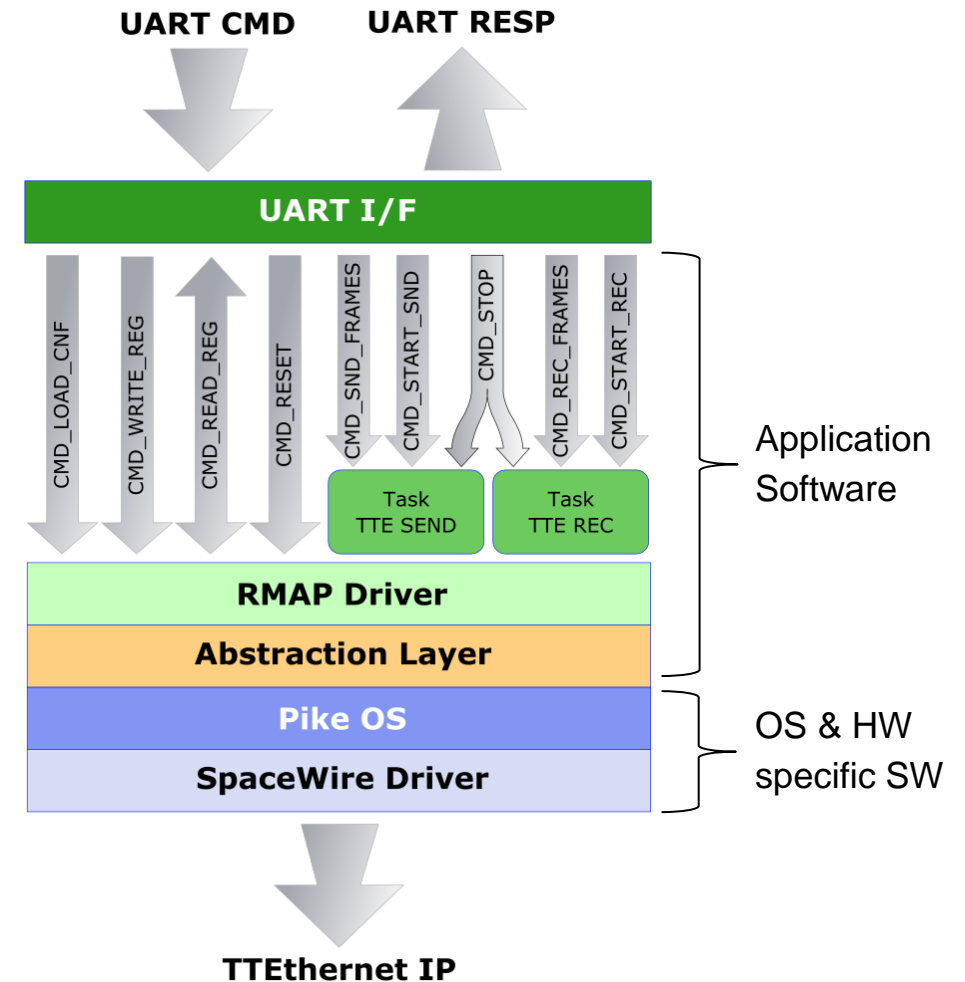 UART CMD
UART RESP
UART I/F
CMD_LOAD_CNF
CMD_WRITE_REG
CMD_READ_REG
CMD_RESET
CMD_SND_FRAMES
CMD_START_SND
CMD_STOP
CMD_REC_FRAMES
CMD_START_REC
Task
TTE SEND
Task
TTE REC
Application
Software
RMAP Driver
Abstraction Layer
Pike OS
SpaceWire Driver
OS & HW
specific SW
TTEthernet IP